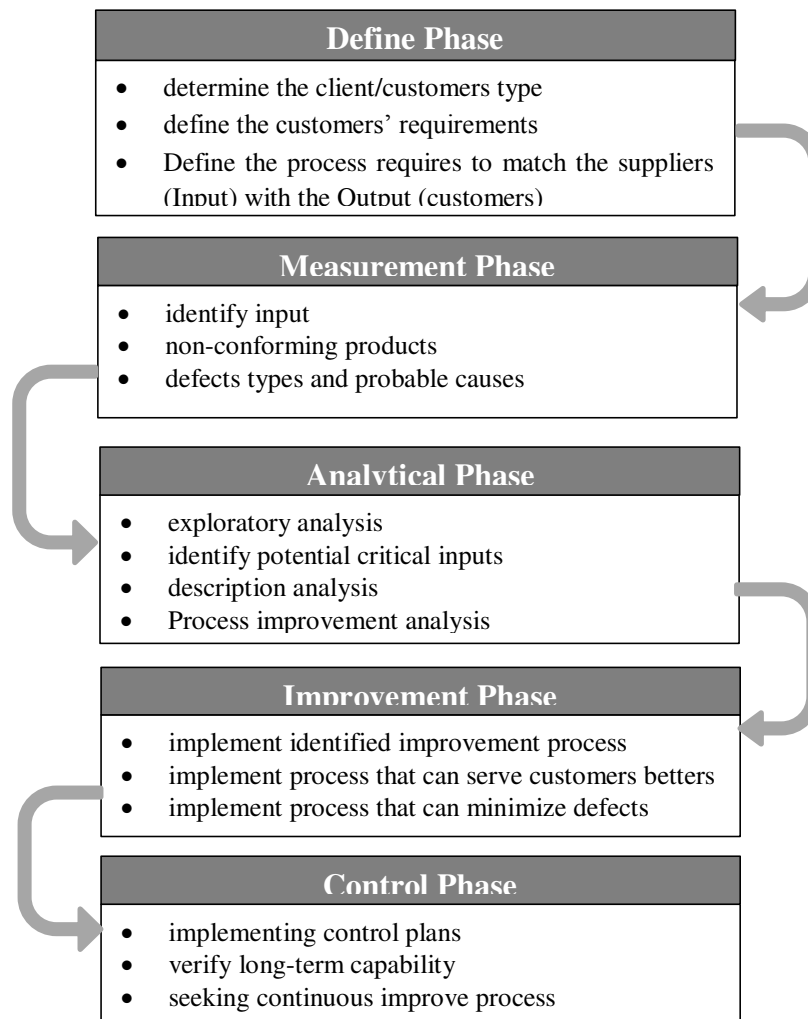 Define Phase
• determine the client/customers type
• define the customers' requirements
• Define the process requires to match the suppliers
(Input) with the Output (customers)
Measurement Phase
• identify input
• non-conforming products
• defects types and probable causes
Analytical Phase
• exploratory analysis
• identify potential critical inputs
• description analysis
• Process improvement analysis
Improvement Phase
• implement identified improvement process
• implement process that can serve customers betters
• implement process that can minimize defects
Control Phase
• implementing control plans
• verify long-term capability
• seeking continuous improve process